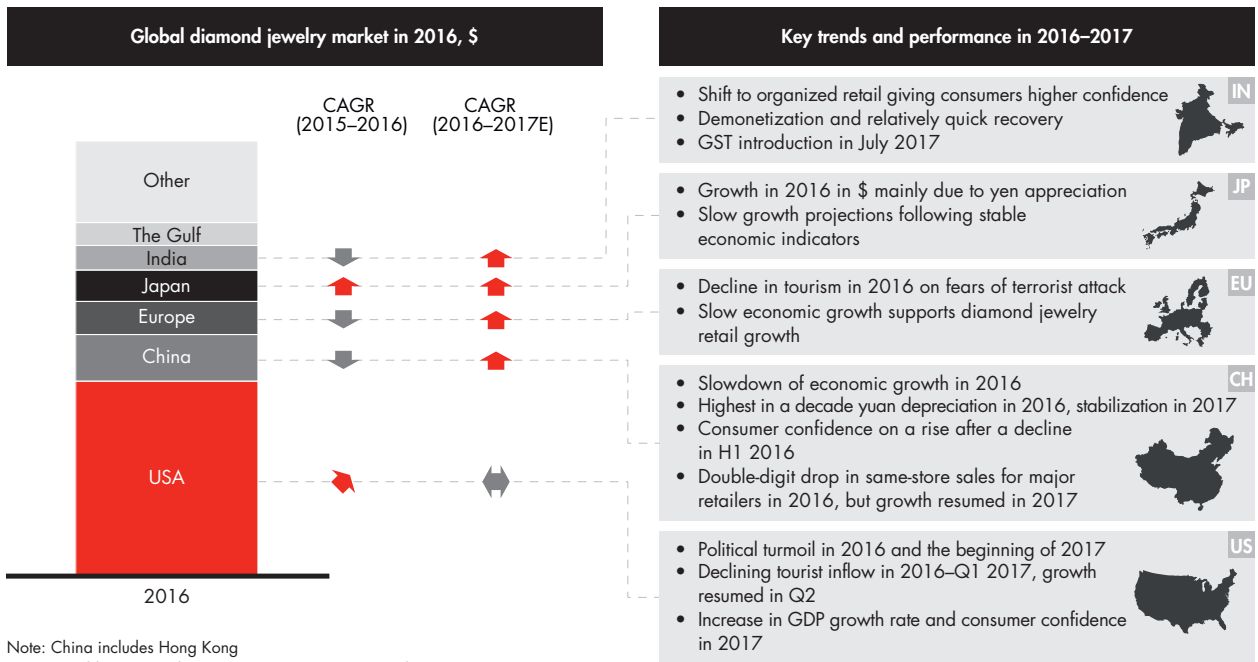 Global diamond jewelry market in 2016, $
CAGR
(2015–2016)
CAGR
(2016–2017E)
Other
The Gulf
India
Japan
Europe
China
USA
2016
Note: China includes Hong Kong
Key trends and performance in 2016–2017
IN
• Shift to organized retail giving consumers higher confidence
• Demonetization and relatively quick recovery
• GST introduction in July 2017
JP
• Growth in 2016 in $ mainly due to yen appreciation
• Slow growth projections following stable
economic indicators
EU
• Decline in tourism in 2016 on fears of terrorist attack
• Slow economic growth supports diamond jewelry
retail growth
CH
• Slowdown of economic growth in 2016
• Highest in a decade yuan depreciation in 2016, stabilization in 2017
• Consumer confidence on a rise after a decline
in H1 2016
• Double-digit drop in same-store sales for major
retailers in 2016, but growth resumed in 2017
US
• Political turmoil in 2016 and the beginning of 2017
• Declining tourist inflow in 2016–Q1 2017, growth
resumed in Q2
• Increase in GDP growth rate and consumer confidence
in 2017